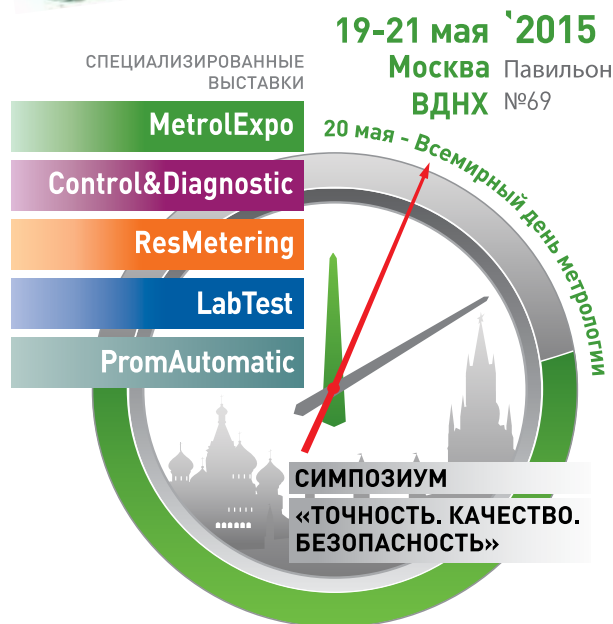 19-21 мая `2015
Москва Павильон
ВДНХ №69
СПЕЦИАЛИЗИРОВАННЫЕ
ВЫСТАВКИ
MetrolExpo
Control&Diagnostic
ResMetering
LabTest
PromAutomatic
20 мая - Всемирный день метрологии
СИМПОЗИУМ
«ТОЧНОСТЬ. КАЧЕСТВО.
БЕЗОПАСНОСТЬ»